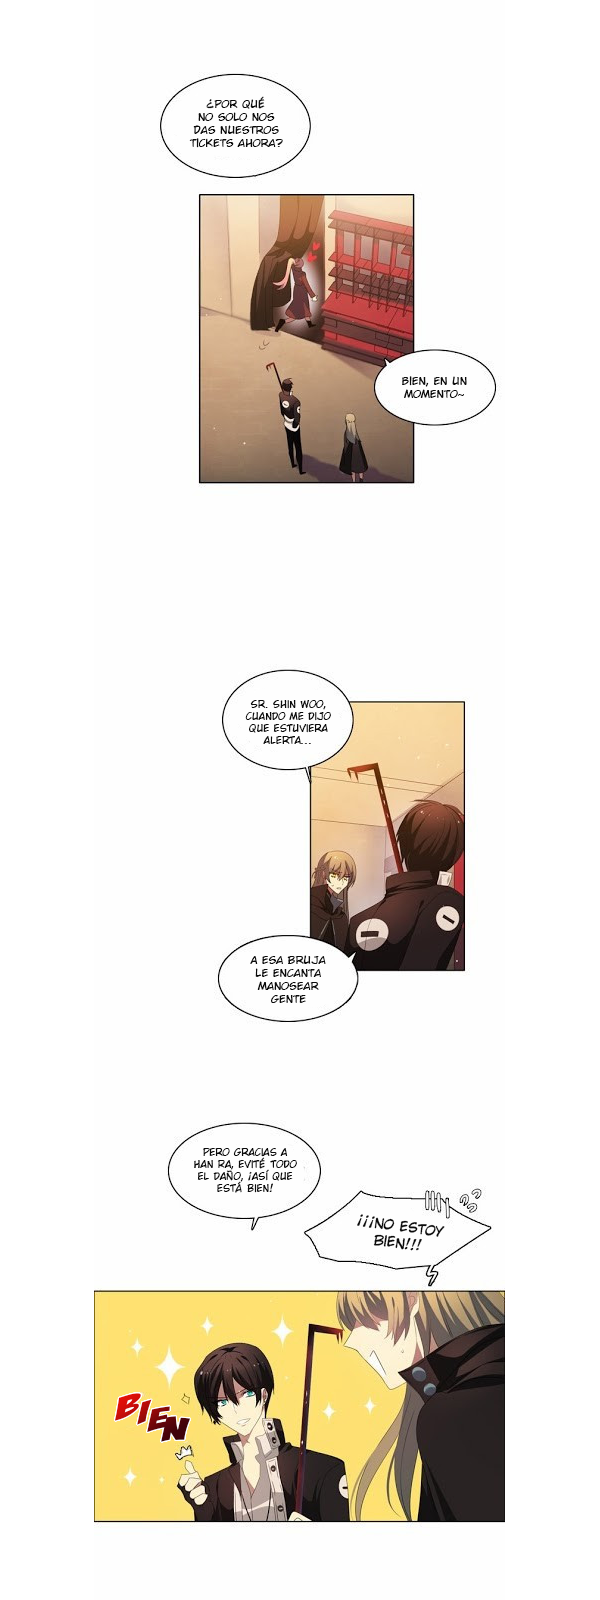 ¿POR QUÉ
NO SOLO NOS
DAS NUESTROS
TICKETS AHORA?
BIEN, EN UN
MOMENTO~
SR. SHIN WOO,
CUANDO ME DIJO
QUE ESTUVIERA
ALERTA...
A ESA BRUJA
LE ENCANTA
MANOSEAR
GENTE
PERO GRACIAS A
HAN RA, EVITÉ TODO
EL DAÑO, ¡ASÍ QUE
ESTÁ BIEN!
¡¡¡NO ESTOY
BIEN!!!
BIEN